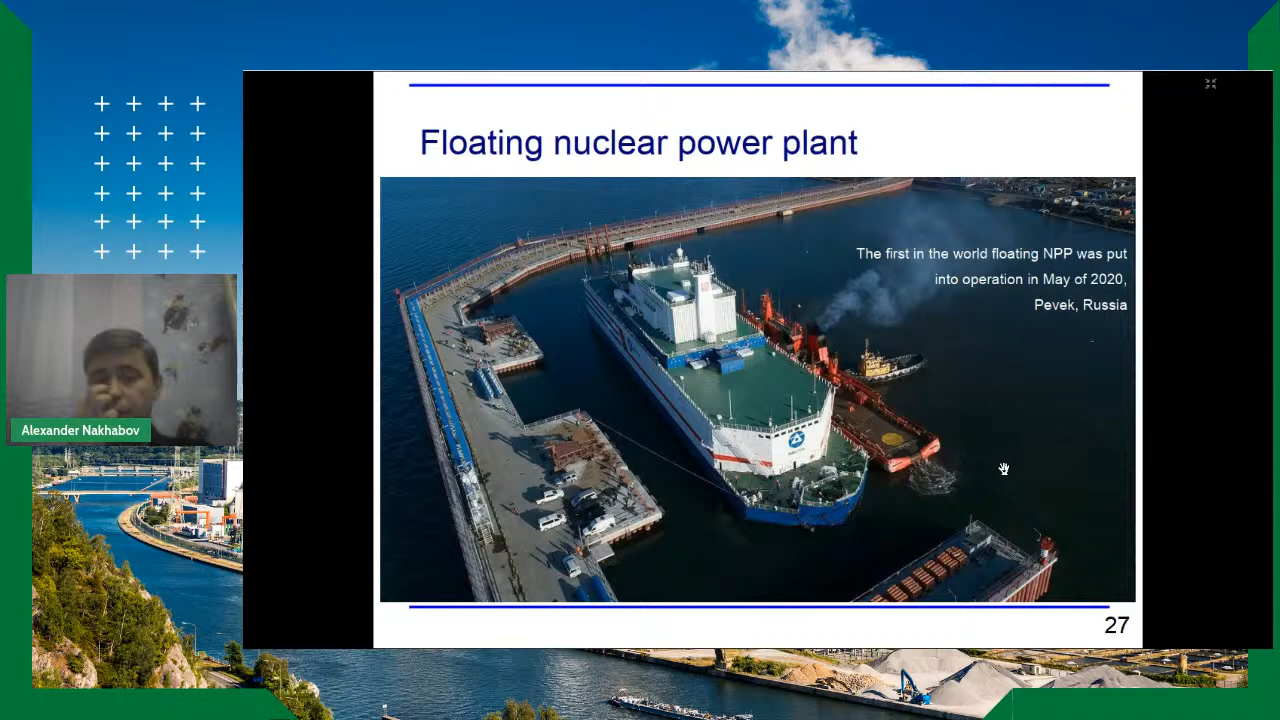 Floating nuclear power plant
The first in the world floating NPP was put
into operation in May of 2020,
Pevek, Russia
Alexander Nakhabov
27